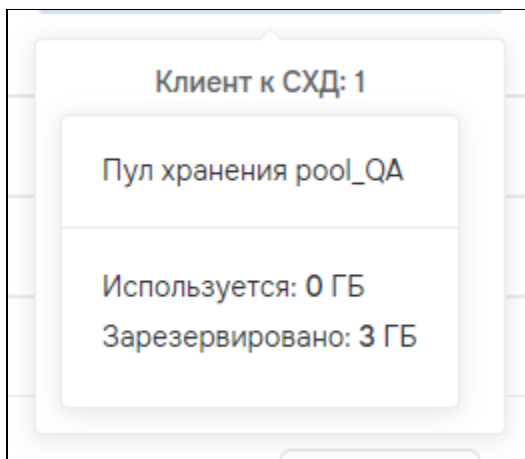 Клиент к СХД: 1
Пул хранения pool_QA
Используется: 0 ГБ
Зарезервировано: 3 ГБ